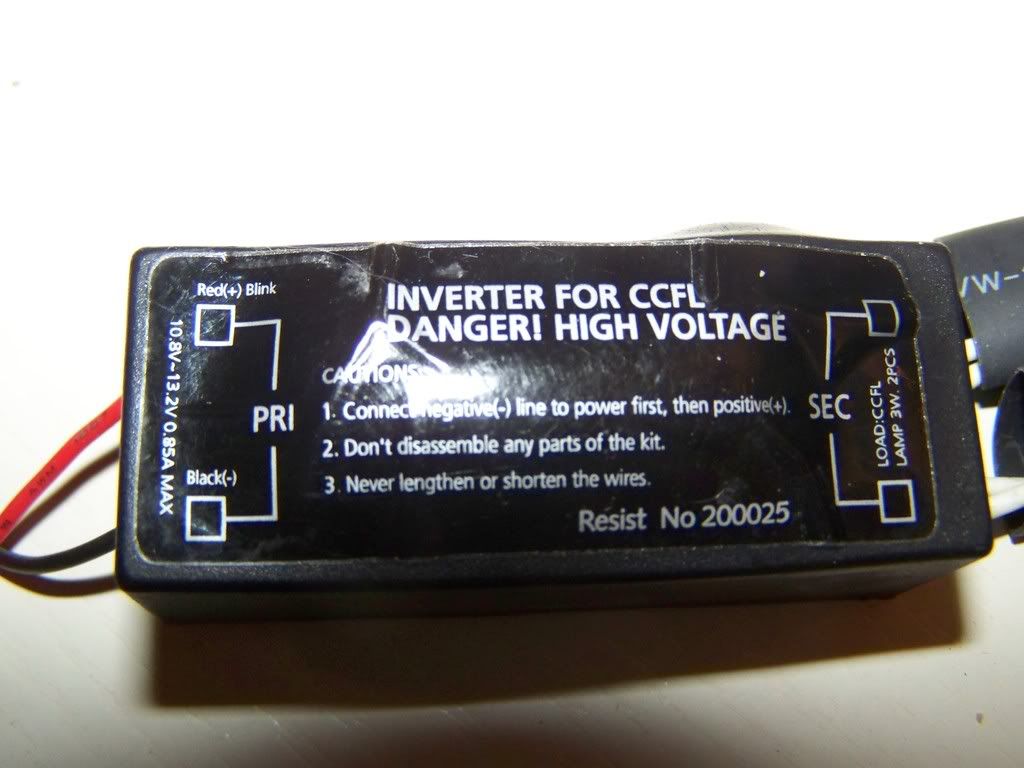 Red(+) Blink
10.8V~13.2V 0.85A MAX
PRI
Black(-)
INVERTER FOR CCFL
DANGER! HIGH VOLTAGE
CAUTIONS
1. Connect negative(-) line to power first, then positive(+).
2. Don't disassemble any parts of the kit.
3. Never lengthen or shorten the wires.
Resist No 200025
SEC
LOAD:CCFL
LAMP 3W. 2PCS